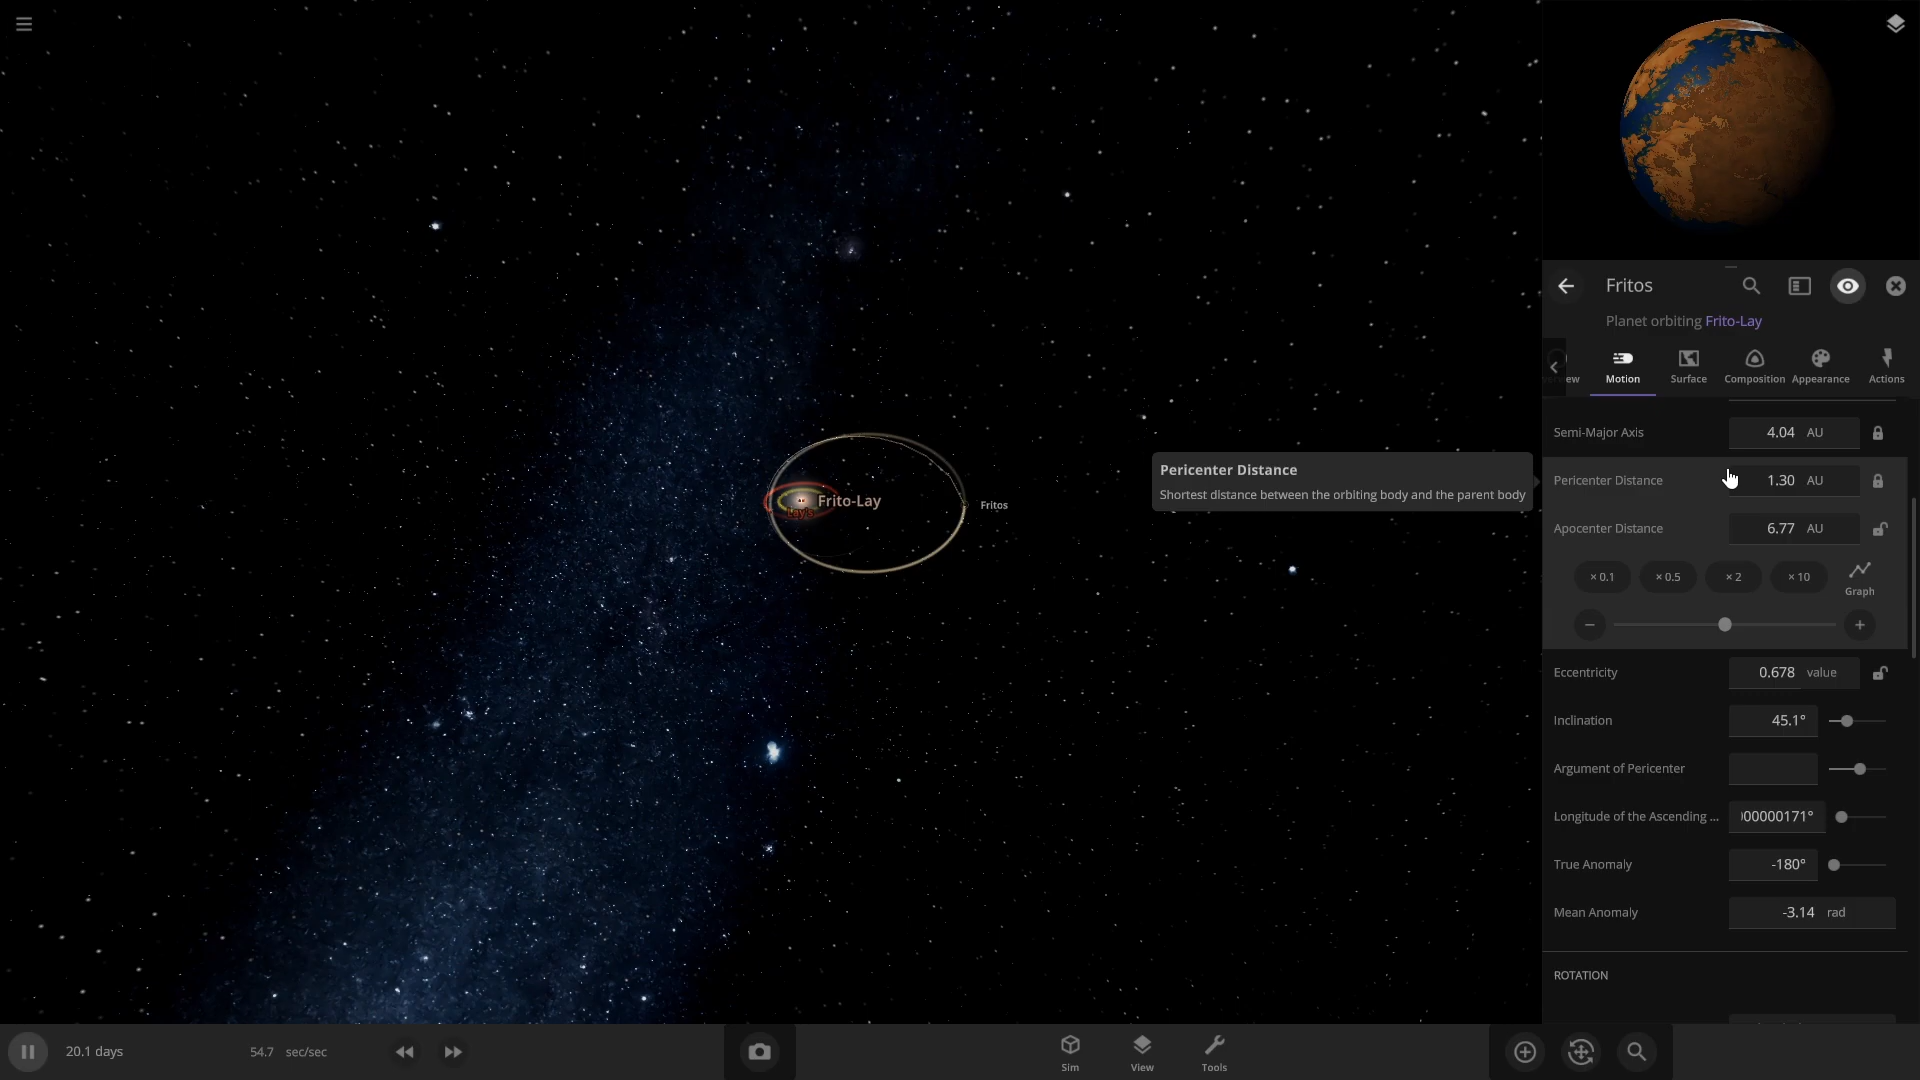 Fritos
Planet orbiting Frito-Lay
Motion
Surface
Composition
Appearance
Actions
Semi-Major Axis 4.04 AU
Pericenter Distance
Shortest distance between the orbiting body and the parent body
Pericenter Distance 1.30 AU
Apocenter Distance 6.77 AU
× 0.1 × 0.5 × 2 × 10 Graph
Eccentricity 0.678 value
Inclination 45.1°
Argument of Pericenter
Longitude of the Ascending ... 00000171°
True Anomaly -180°
Mean Anomaly -3.14 rad
ROTATION
Frito-Lay
Lay's
Fritos
20.1 days
54.7 sec/sec
Sim
View
Tools